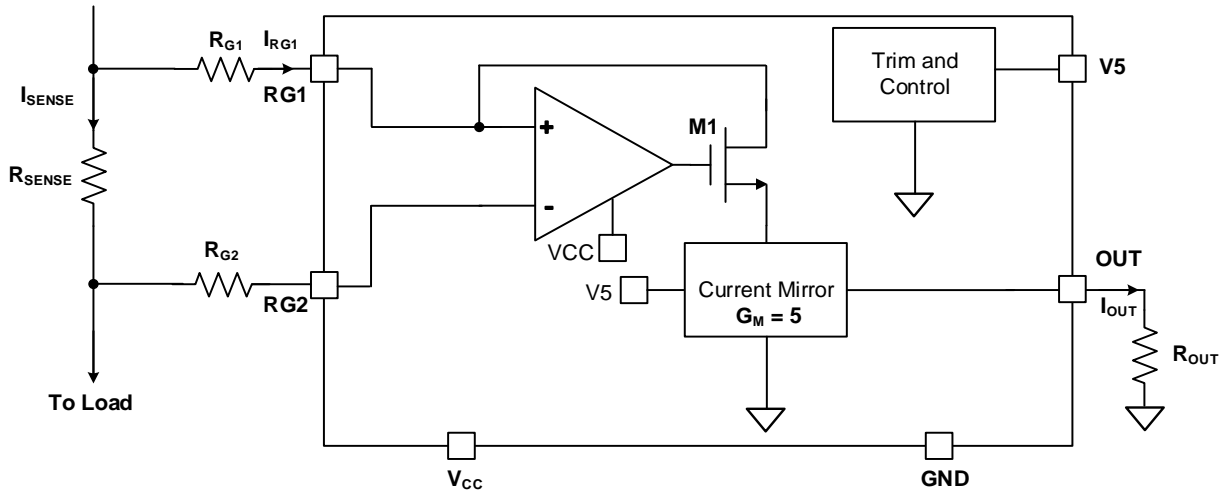 R_G1
I_RG1
RG1
I_SENSE
R_SENSE
R_G2
RG2
To Load
+
-
VCC
M1
Trim and
Control
V5
V5
Current Mirror
G_M = 5
OUT
I_OUT
R_OUT
V_CC
GND